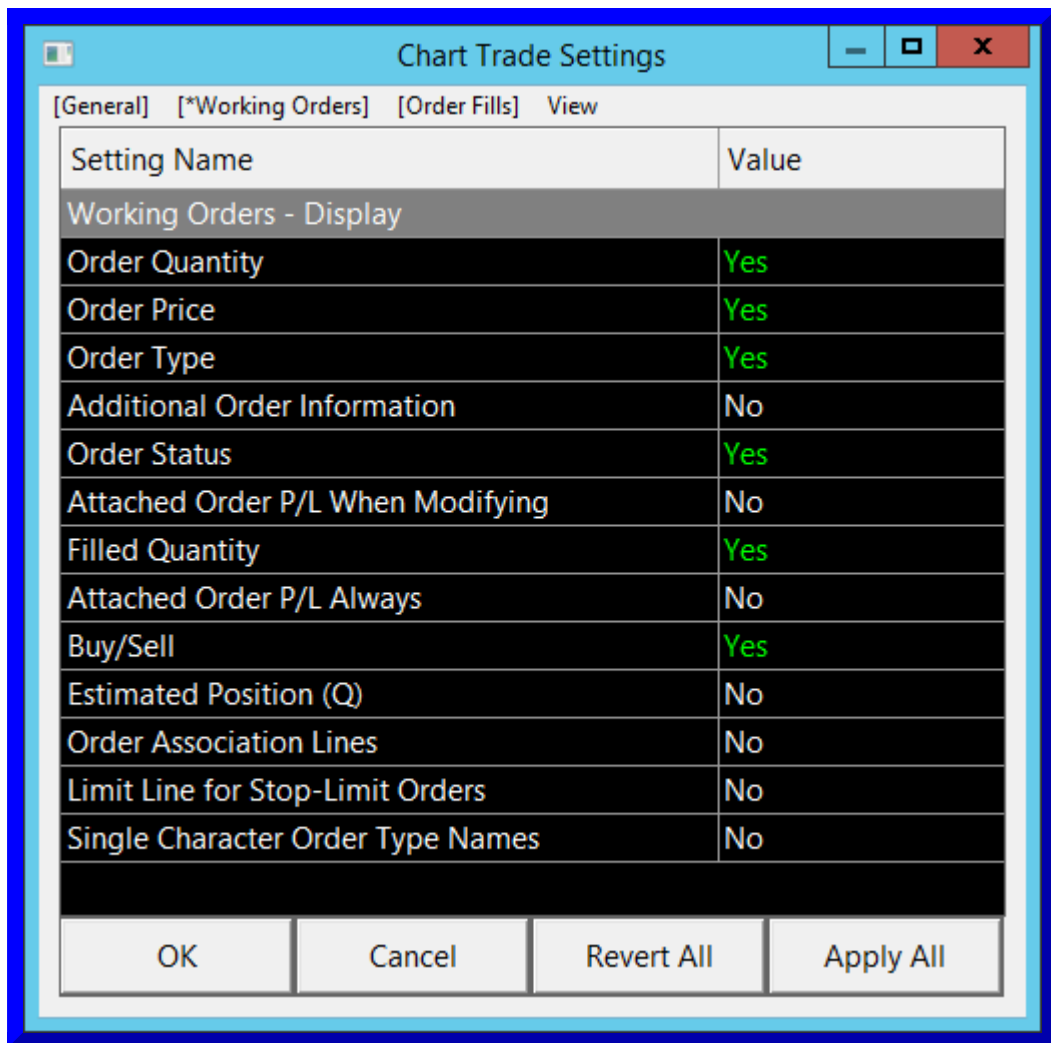 Chart Trade Settings
[General] [*Working Orders] [Order Fills] View
Setting Name Value
Working Orders - Display
Order Quantity Yes
Order Price Yes
Order Type Yes
Additional Order Information No
Order Status Yes
Attached Order P/L When Modifying No
Filled Quantity Yes
Attached Order P/L Always No
Buy/Sell Yes
Estimated Position (Q) No
Order Association Lines No
Limit Line for Stop-Limit Orders No
Single Character Order Type Names No
OK Cancel Revert All Apply All